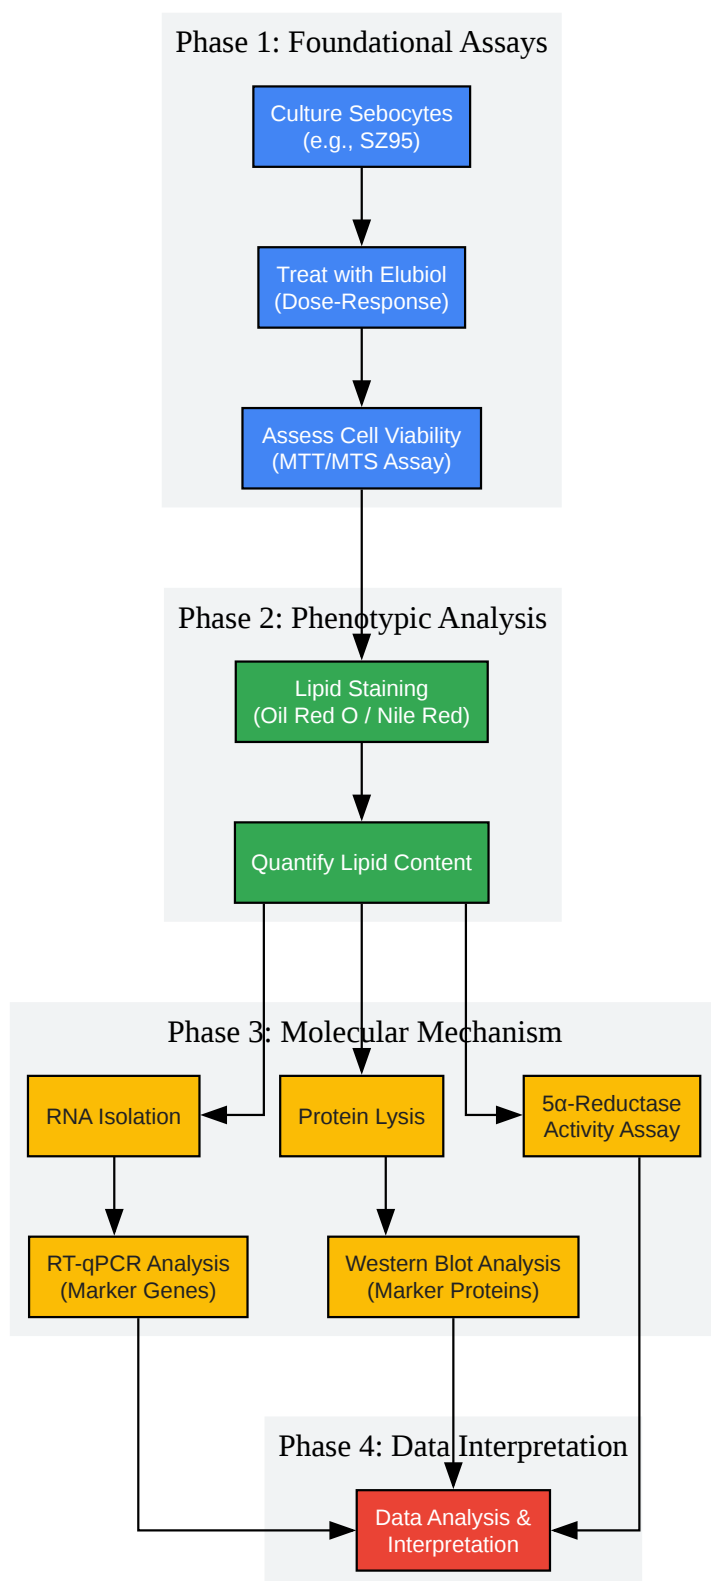 Phase 1: Foundational Assays
Culture Sebocytes
(e.g., SZ95)
Treat with Elubiol
(Dose-Response)
Assess Cell Viability
(MTT/MTS Assay)
Phase 2: Phenotypic Analysis
Lipid Staining
(Oil Red O / Nile Red)
Quantify Lipid Content
Phase 3: Molecular Mechanism
RNA Isolation
Protein Lysis
5α-Reductase
Activity Assay
RT-qPCR Analysis
(Marker Genes)
Western Blot Analysis
(Marker Proteins)
Phase 4: Data Interpretation
Data Analysis &
Interpretation